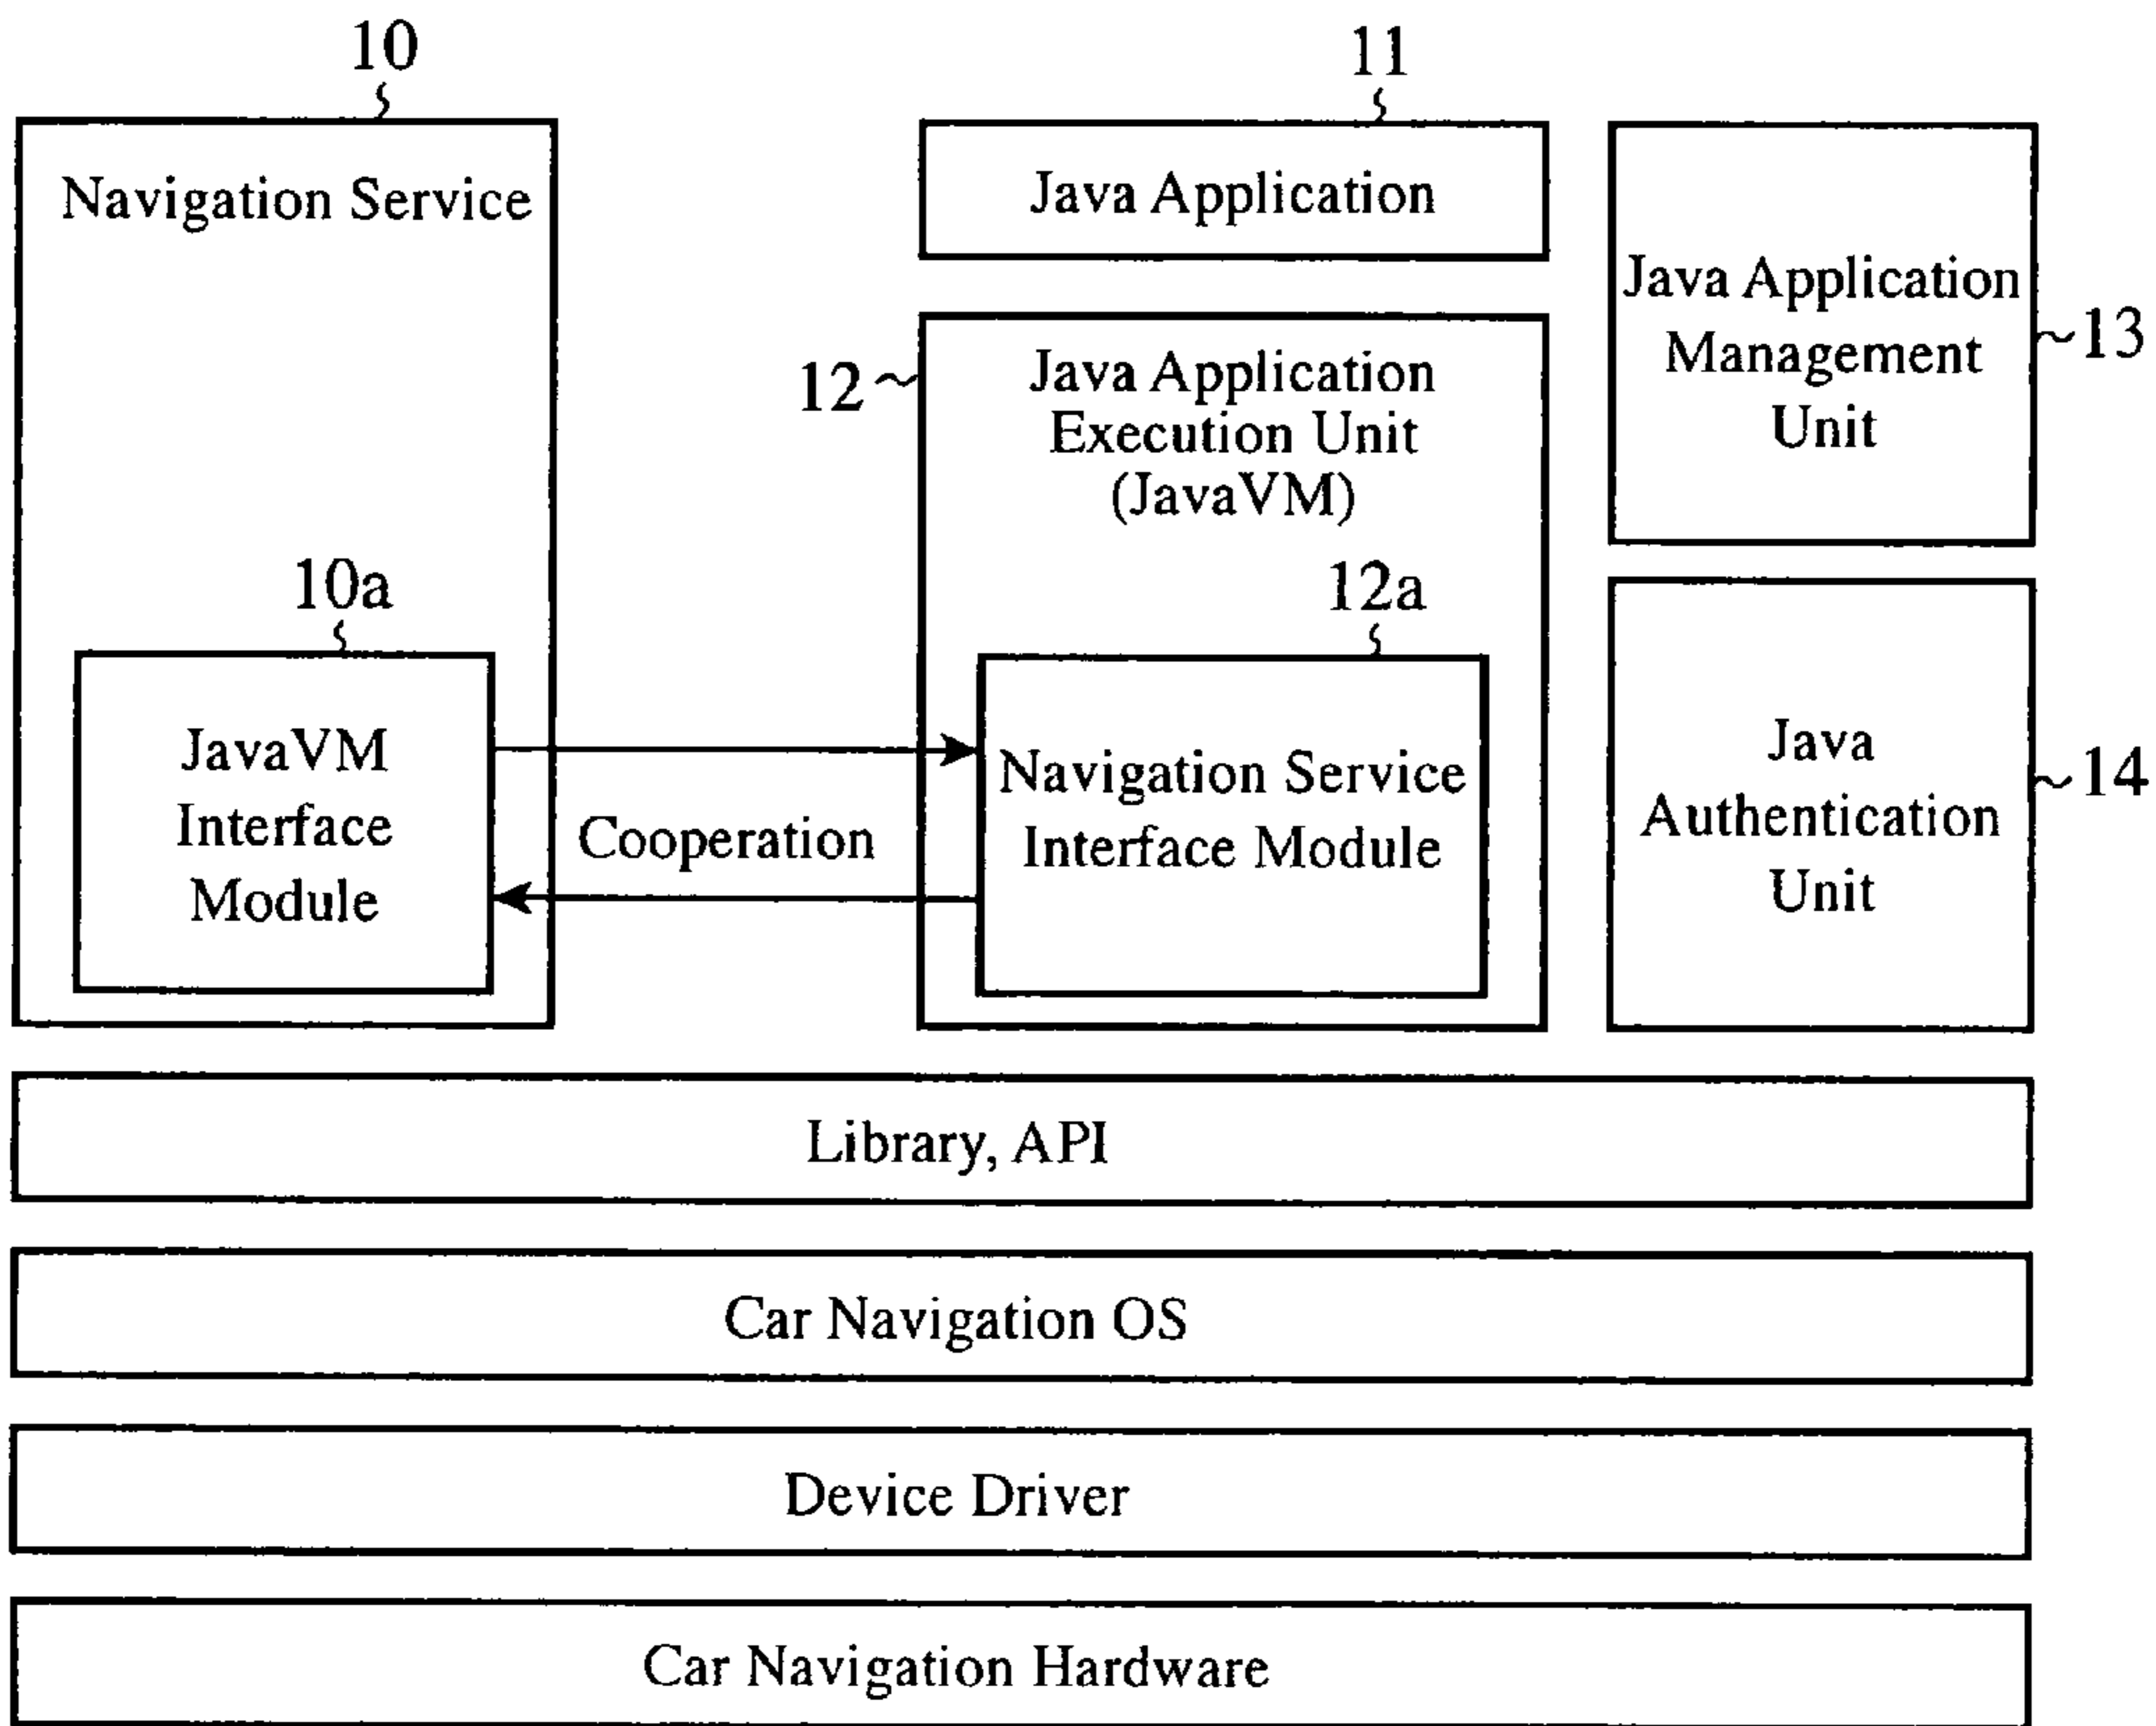 10
Navigation Service
10a
JavaVM
Interface
Module
Cooperation
11
Java Application
12
Java Application
Execution Unit
(JavaVM)
12a
Navigation Service
Interface Module
Java Application
Management
Unit
13
Java
Authentication
Unit
14
Library, API
Car Navigation OS
Device Driver
Car Navigation Hardware